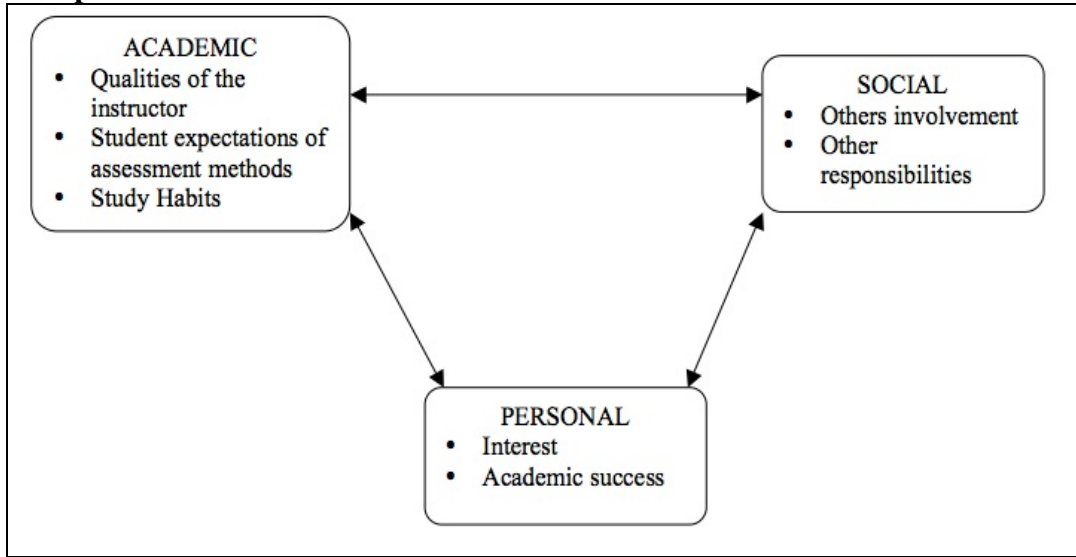 ACADEMIC
• Qualities of the
instructor
• Student expectations of
assessment methods
• Study Habits
SOCIAL
• Others involvement
• Other
responsibilities
PERSONAL
• Interest
• Academic success